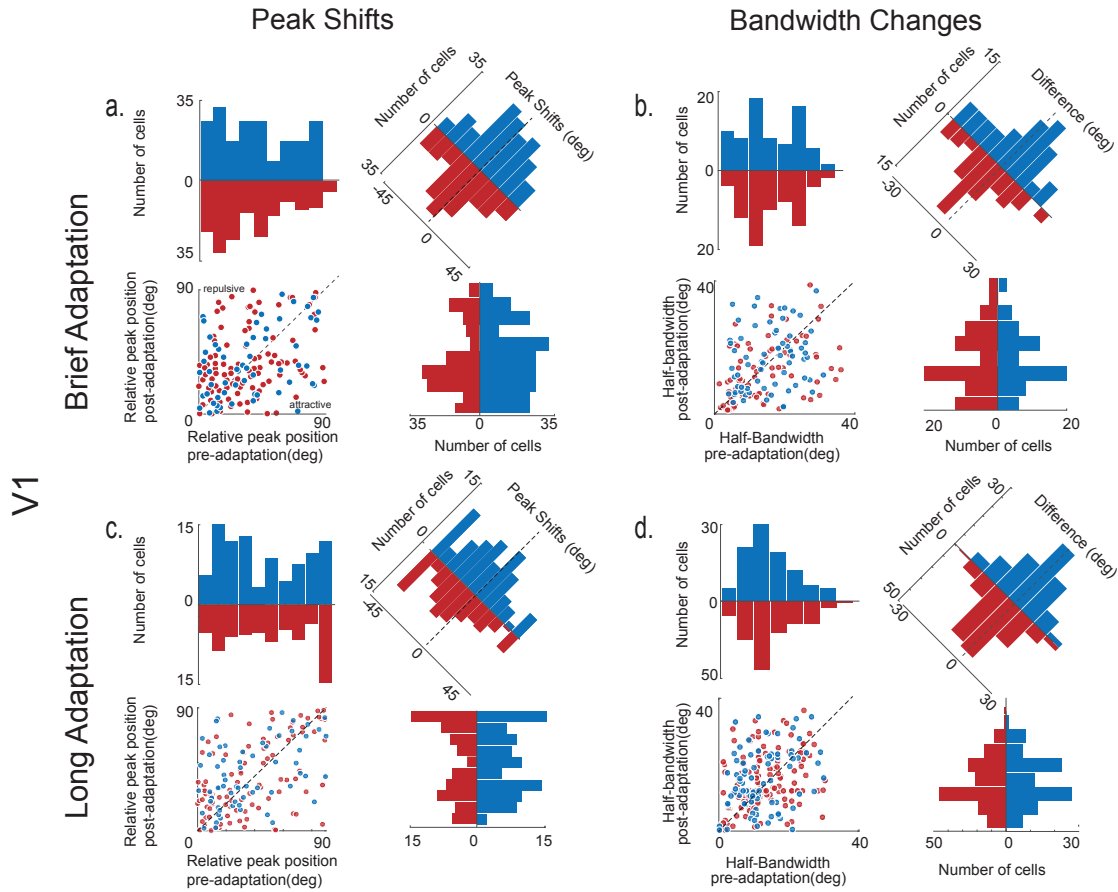 Peak Shifts
Bandwidth Changes
V1
Brief Adaptation
Long Adaptation
a.
35
0
35
Number of cells
35
0
35
Number of cells
Peak Shifts (deg)
-45
0
45
90
0
Relative peak position
post-adaptation(deg)
repulsive
attractive
0
90
Relative peak position
pre-adaptation(deg)
35
0
35
Number of cells
b.
20
0
20
Number of cells
15
0
15
Number of cells
Difference (deg)
-30
0
30
40
0
Half-bandwidth
post-adaptation(deg)
0
40
Half-Bandwidth
pre-adaptation(deg)
20
0
20
Number of cells
c.
15
0
15
Number of cells
15
0
15
Number of cells
Peak Shifts (deg)
-45
0
45
90
0
Relative peak position
post-adaptation(deg)
0
90
Relative peak position
pre-adaptation(deg)
15
0
15
Number of cells
d.
30
0
50
Number of cells
30
0
50
Number of cells
Difference (deg)
-30
0
30
40
0
Half-bandwidth
post-adaptation(deg)
0
40
Half-Bandwidth
pre-adaptation(deg)
50
0
30
Number of cells